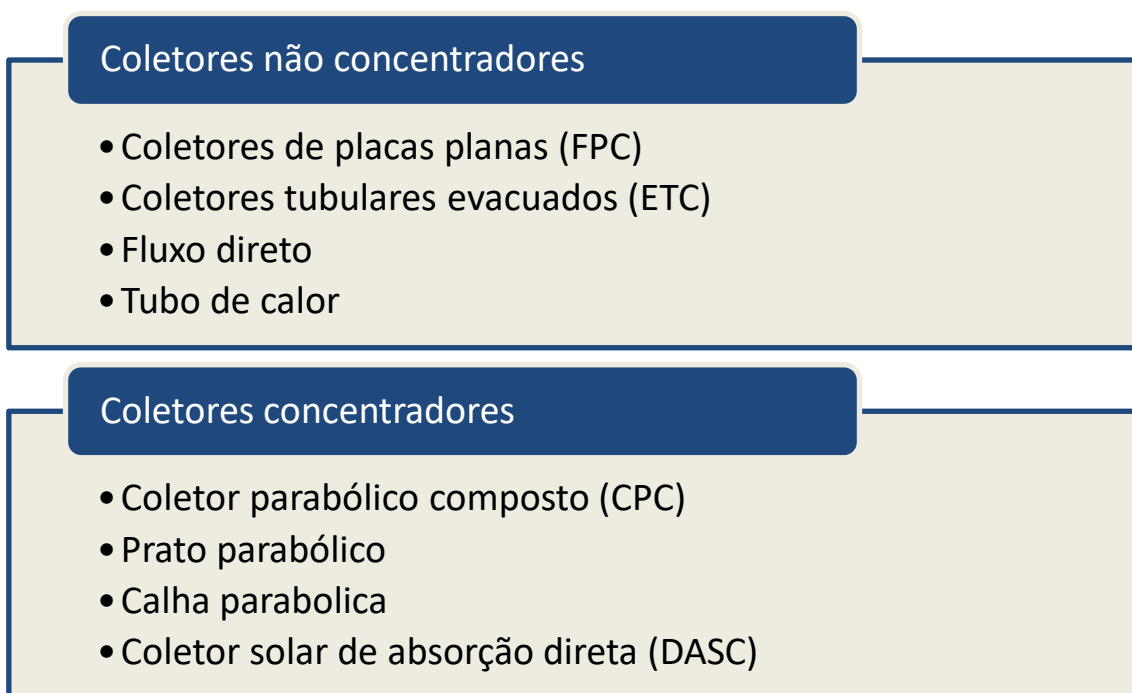 Coletores não concentradores
• Coletores de placas planas (FPC)
• Coletores tubulares evacuados (ETC)
• Fluxo direto
• Tubo de calor
Coletores concentradores
• Coletor parabólico composto (CPC)
• Prato parabólico
• Calha parabolica
• Coletor solar de absorção direta (DASC)